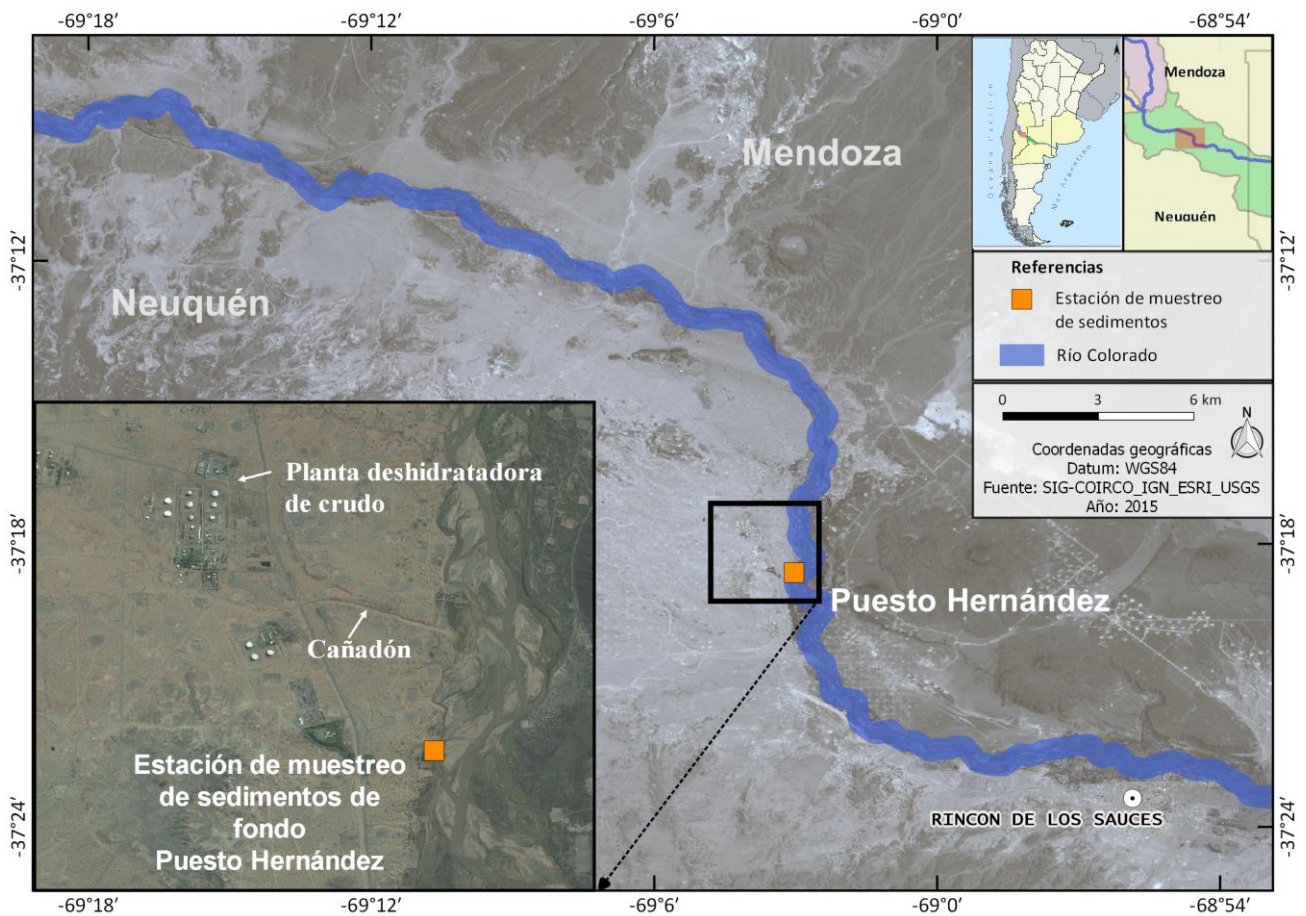 -69°18′
-69°12′
-69°6′
-69°0′
-68°54′
Mendoza
Neuquén
Océano Pacífico
Mar Argentino
Mendoza
Neuquén
-37°12′
-37°12′
Referencias
Estación de muestreo
de sedimentos
Río Colorado
0 3 6 km
N
Coordenadas geográficas
Datum: WGS84
Fuente: SIG-COIRCO_IGN_ESRI_USGS
Año: 2015
Planta deshidratadora
de crudo
Cañadón
-37°18′
-37°18′
Puesto Hernández
Estación de muestreo
de sedimentos de
fondo
Puesto Hernández
RINCON DE LOS SAUCES
-37°24′
-37°24′
-69°18′
-69°12′
-69°6′
-69°0′
-68°54′